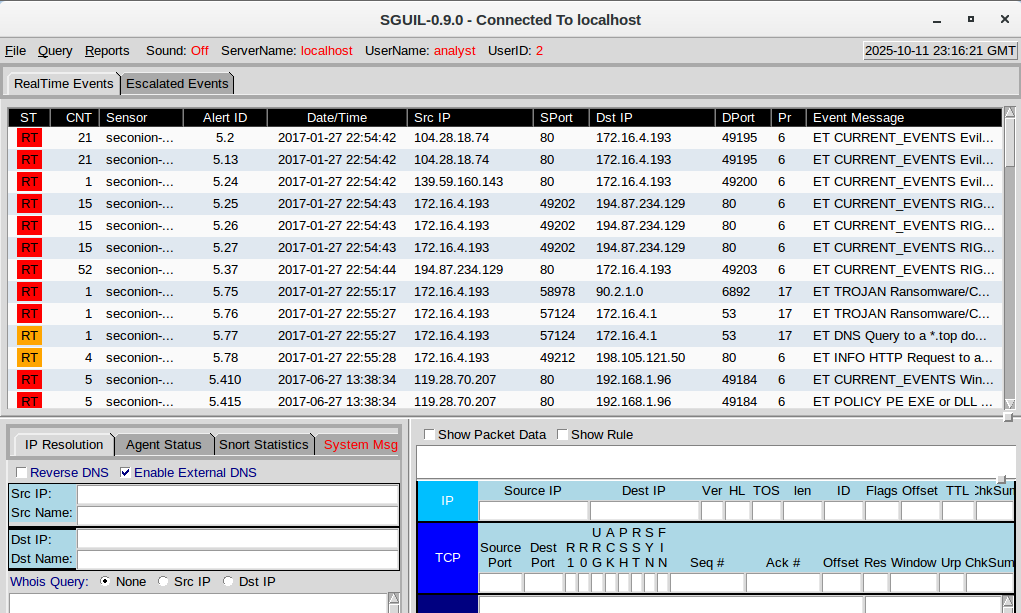 SGUIL-0.9.0 - Connected To localhost
File Query Reports Sound: Off ServerName: localhost UserName: analyst UserID: 2 2025-10-11 23:16:21 GMT
RealTime Events Escalated Events
ST CNT Sensor Alert ID Date/Time Src IP SPort Dst IP DPort Pr Event Message
RT 21 seconion-... 5.2 2017-01-27 22:54:42 104.28.18.74 80 172.16.4.193 49195 6 ET CURRENT_EVENTS Evil...
RT 21 seconion-... 5.13 2017-01-27 22:54:42 104.28.18.74 80 172.16.4.193 49195 6 ET CURRENT_EVENTS Evil...
RT 1 seconion-... 5.24 2017-01-27 22:54:42 139.59.160.143 80 172.16.4.193 49200 6 ET CURRENT_EVENTS Evil...
RT 15 seconion-... 5.25 2017-01-27 22:54:43 172.16.4.193 49202 194.87.234.129 80 6 ET CURRENT_EVENTS RIG...
RT 15 seconion-... 5.26 2017-01-27 22:54:43 172.16.4.193 49202 194.87.234.129 80 6 ET CURRENT_EVENTS RIG...
RT 15 seconion-... 5.27 2017-01-27 22:54:43 172.16.4.193 49202 194.87.234.129 80 6 ET CURRENT_EVENTS RIG...
RT 52 seconion-... 5.37 2017-01-27 22:54:44 194.87.234.129 80 172.16.4.193 49203 6 ET CURRENT_EVENTS RIG...
RT 1 seconion-... 5.75 2017-01-27 22:55:17 172.16.4.193 58978 90.2.1.0 6892 17 ET TROJAN Ransomware/C...
RT 1 seconion-... 5.76 2017-01-27 22:55:27 172.16.4.193 57124 172.16.4.1 53 17 ET TROJAN Ransomware/C...
RT 1 seconion-... 5.77 2017-01-27 22:55:27 172.16.4.193 57124 172.16.4.1 53 17 ET DNS Query to a *.top do...
RT 4 seconion-... 5.78 2017-01-27 22:55:28 172.16.4.193 49212 198.105.121.50 80 6 ET INFO HTTP Request to a...
RT 5 seconion-... 5.410 2017-06-27 13:38:34 119.28.70.207 80 192.168.1.96 49184 6 ET CURRENT_EVENTS Win...
RT 5 seconion-... 5.415 2017-06-27 13:38:34 119.28.70.207 80 192.168.1.96 49184 6 ET POLICY PE EXE or DLL ...
IP Resolution Agent Status Short Statistics System Msg
Reverse DNS Enable External DNS
Src IP:
Src Name:
Dst IP:
Dst Name:
Whois Query: None Src IP Dst IP
Show Packet Data Show Rule
IP Source IP Dest IP Ver HL TOS len ID Flags Offset TTL ChkSum
U A P R S F
R R R C S S Y I
TCP Source Port Dest Port 1 0 G K H T N N Seq # Ack # Offset Res Window Urp ChkSum